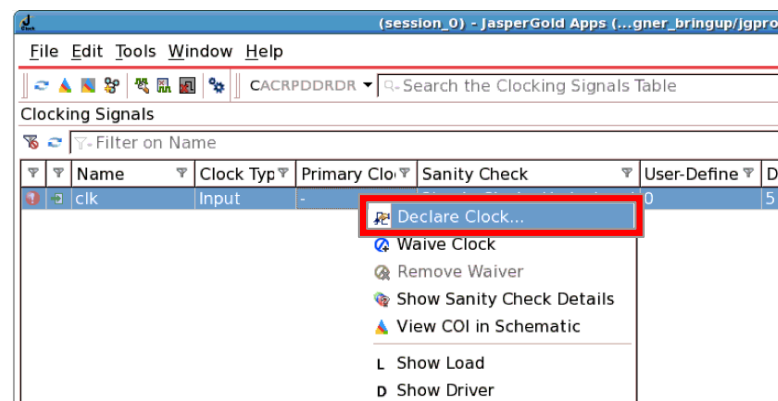 (session_0) - JasperGold Apps (...gner_bringup/jgpro
File Edit Tools Window Help
CACRPDDRDR Search the Clocking Signals Table
Clocking Signals
Filter on Name
Name Clock Typ Primary Clo Sanity Check User-Define D
clk Input - 0 5
Declare Clock...
Waive Clock
Remove Waiver
Show Sanity Check Details
View COI in Schematic
L Show Load
D Show Driver